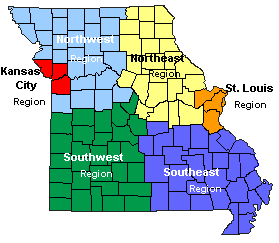 Northwest
Region
Northeast
Region
Kansas
City
Region
St. Louis
Region
Southwest
Region
Southeast
Region